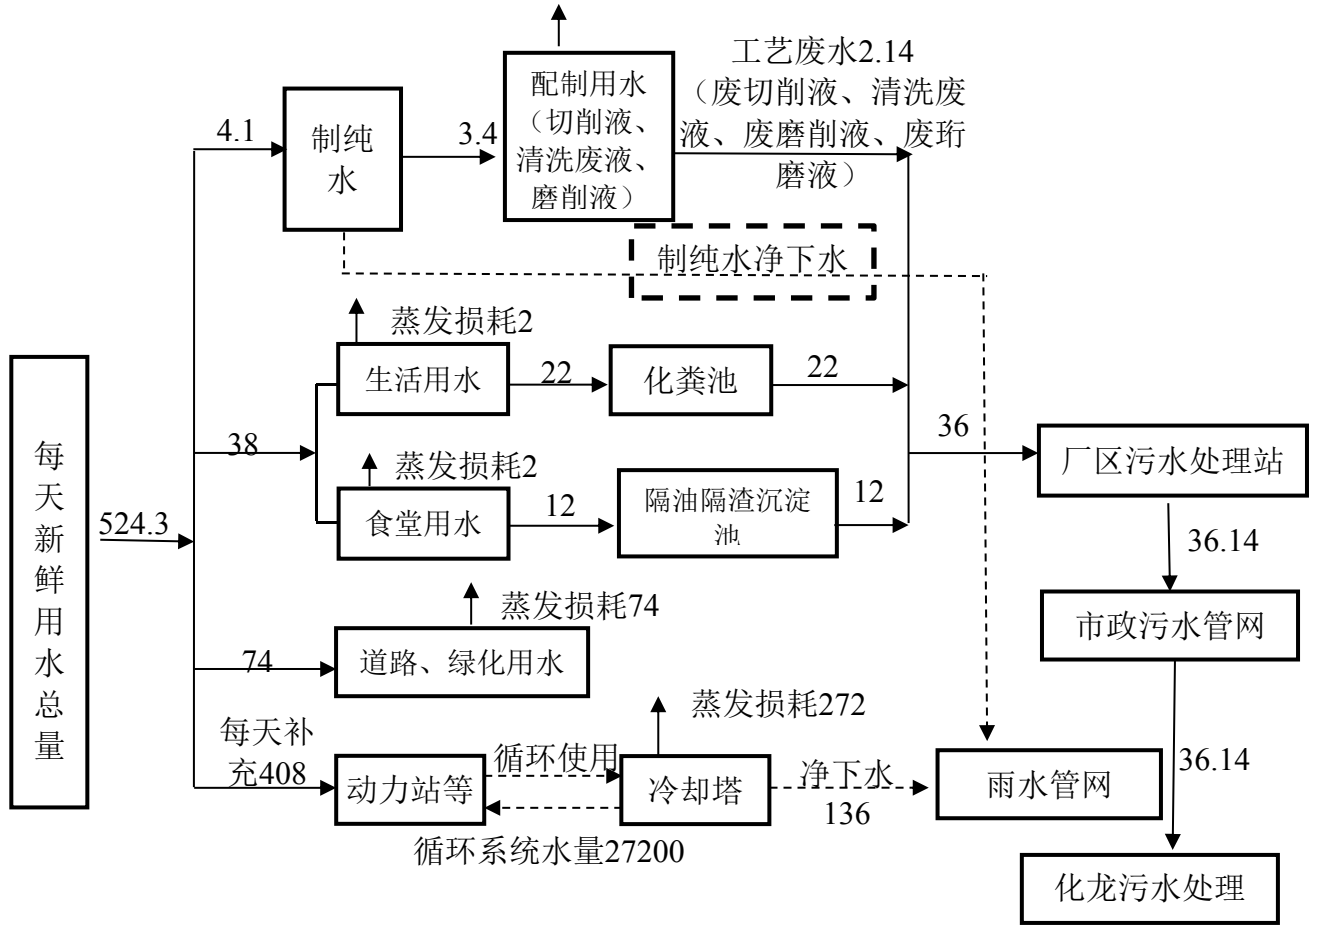 工艺废水2.14
（废切削液、清洗废
液、废磨削液、废珩
磨液）
配制用水
（切削液、
清洗废液、
磨削液）
4.1
制纯
水
3.4
制纯水净下水
蒸发损耗2
生活用水
22
化粪池
22
38
蒸发损耗2
食堂用水
12
隔油隔渣沉淀
池
12
36
厂区污水处理站
36.14
市政污水管网
36.14
化龙污水处理
每
天
新
鲜
用
水
总
量
524.3
蒸发损耗74
74
道路、绿化用水
每天补
充408
动力站等
循环使用
循环系统水量27200
蒸发损耗272
冷却塔
净下水
136
雨水管网